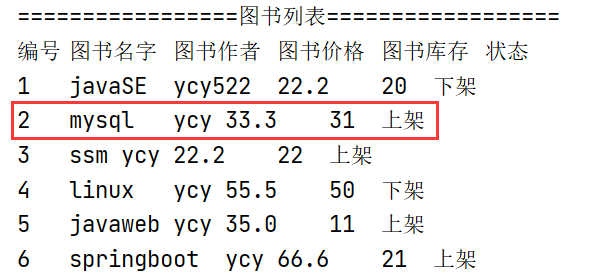 =================图书列表==================
编号 图书名字 图书作者 图书价格 图书库存 状态
1 javaSE ycy522 22.2 20 下架
2 mysql ycy 33.3 31 上架
3 ssm ycy 22.2 22 上架
4 linux ycy 55.5 50 下架
5 javaweb ycy 35.0 11 上架
6 springboot ycy 66.6 21 上架